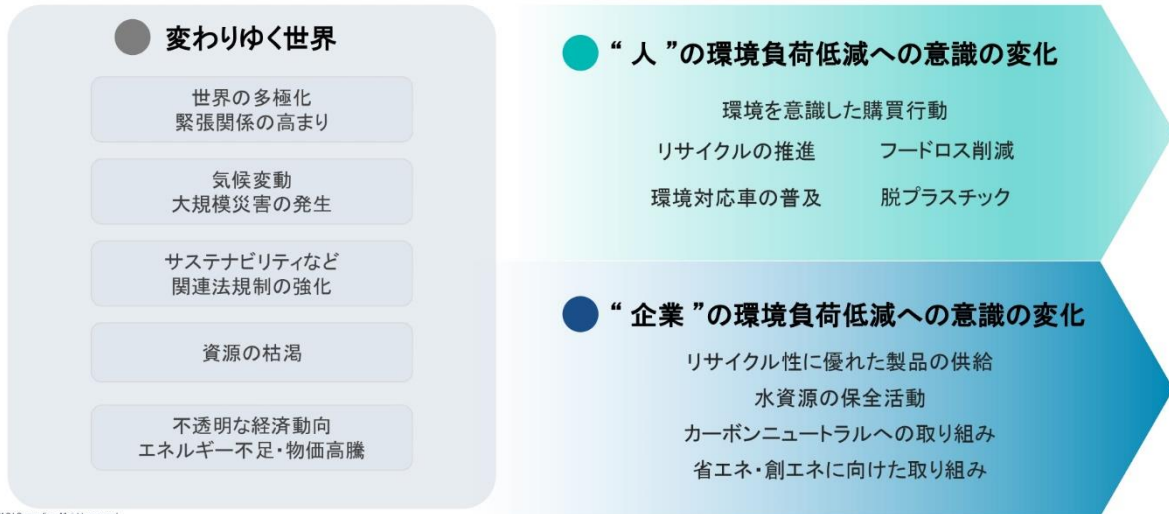 変わりゆく世界
世界の多極化
緊張関係の高まり
気候変動
大規模災害の発生
サステナビリティなど
関連法規制の強化
資源の枯渇
不透明な経済動向
エネルギー不足・物価高騰
“ 人 ”の環境負荷低減への意識の変化
環境を意識した購買行動
リサイクルの推進 フードロス削減
環境対応車の普及 脱プラスチック
“ 企業 ”の環境負荷低減への意識の変化
リサイクル性に優れた製品の供給
水資源の保全活動
カーボンニュートラルへの取り組み
省エネ・創エネに向けた取り組み